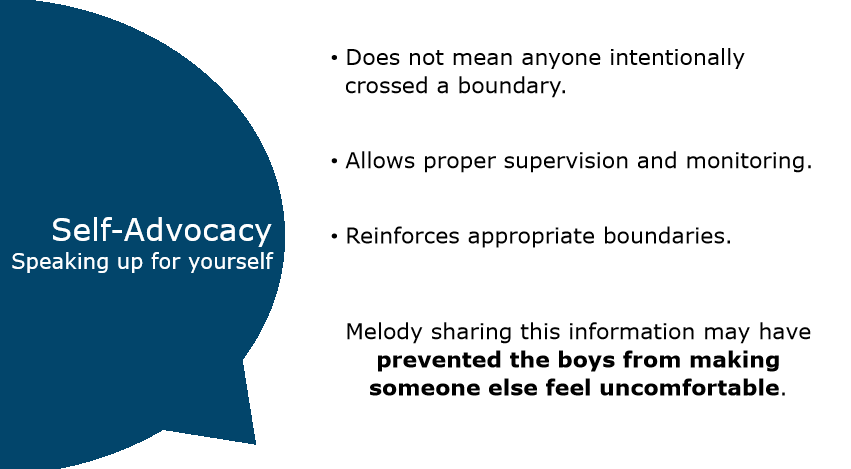 Self-Advocacy
Speaking up for yourself
• Does not mean anyone intentionally
crossed a boundary.
• Allows proper supervision and monitoring.
• Reinforces appropriate boundaries.
Melody sharing this information may have
prevented the boys from making
someone else feel uncomfortable.